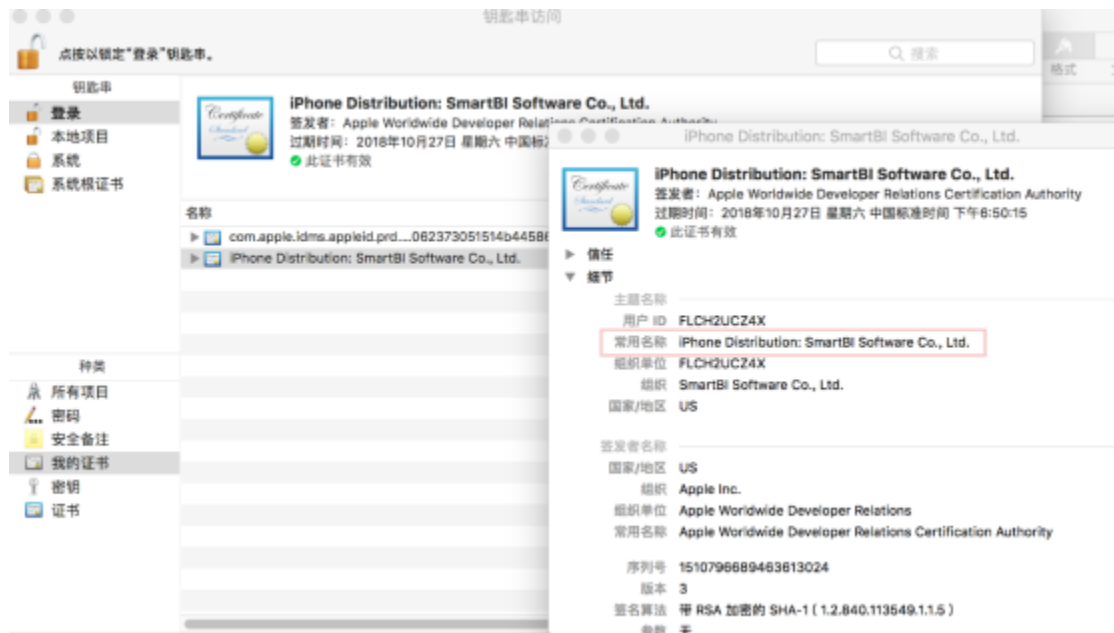 钥匙串访问
点按以锁定“登录”钥匙串。
搜索
格式
钥匙串
登录
本地项目
系统
系统根证书
Certificate
Standard
iPhone Distribution: SmartBI Software Co., Ltd.
签发者：Apple Worldwide Developer Relations Certification Authority
过期时间：2018年10月27日 星期六 中国标
此证书有效
名称
com.apple.idms.appleid.prd....062373051514b44586
iPhone Distribution: SmartBI Software Co., Ltd.
种类
所有项目
密码
安全备注
我的证书
密钥
证书
iPhone Distribution: SmartBI Software Co., Ltd.
Certificate
Standard
iPhone Distribution: SmartBI Software Co., Ltd.
签发者：Apple Worldwide Developer Relations Certification Authority
过期时间：2018年10月27日 星期六 中国标准时间 下午6:50:15
此证书有效
信任
细节
主题名称
用户 ID FLCH2UCZ4X
常用名称 iPhone Distribution: SmartBI Software Co., Ltd.
组织单位 FLCH2UCZ4X
组织 SmartBI Software Co., Ltd.
国家/地区 US
签发者名称
国家/地区 US
组织 Apple Inc.
组织单位 Apple Worldwide Developer Relations
常用名称 Apple Worldwide Developer Relations Certification Authority
序列号 1510796689463613024
版本 3
签名算法 带 RSA 加密的 SHA-1 ( 1.2.840.113549.1.1.5 )
参数 无